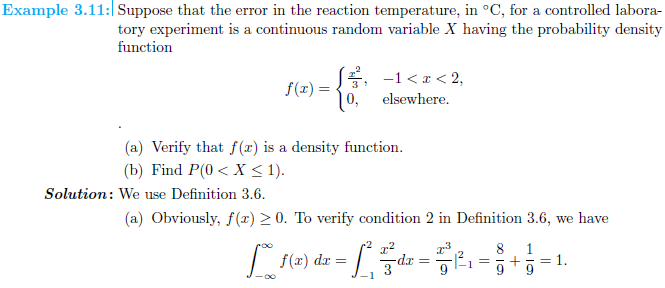 Example 3.11: Suppose that the error in the reaction temperature, in °C, for a controlled labora-
tory experiment is a continuous random variable X having the probability density
function
f(x) = { x²/3, −1 < x < 2,
0, elsewhere.
.
(a) Verify that f(x) is a density function.
(b) Find P(0 < X ≤ 1).
Solution: We use Definition 3.6.
(a) Obviously, f(x) ≥ 0. To verify condition 2 in Definition 3.6, we have
∫_{−∞}^{∞} f(x) dx = ∫_{−1}^{2} x²/3 dx = x³/9 |²₋₁ = 8/9 + 1/9 = 1.